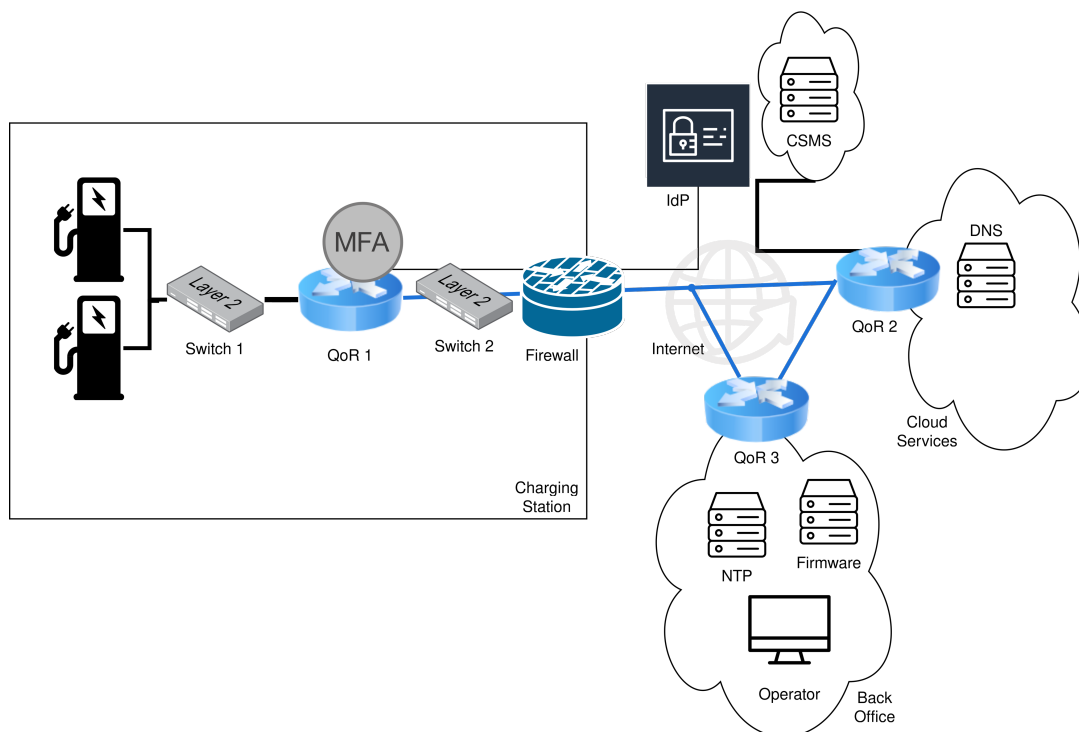 CSMS
IdP
DNS
MFA
Layer 2
Layer 2
Switch 1
QoR 1
Switch 2
Firewall
Internet
QoR 2
Cloud
Services
QoR 3
Charging
Station
NTP
Firmware
Operator
Back
Office